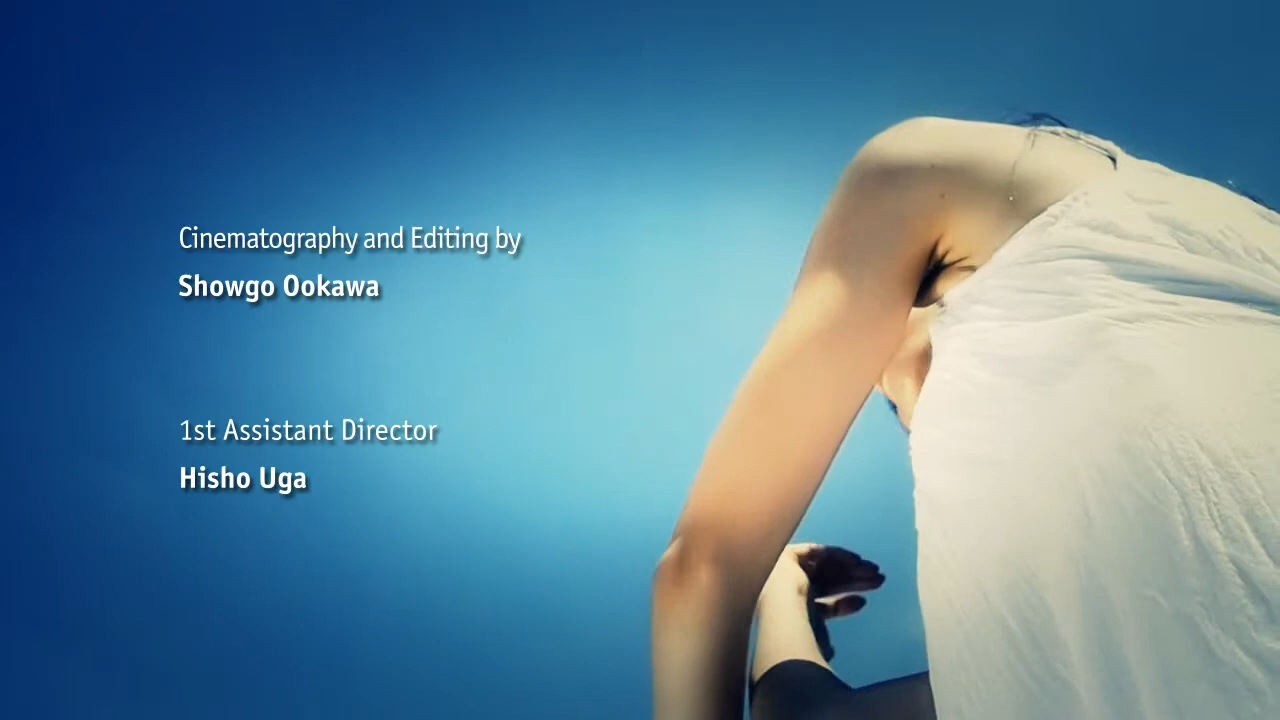 Cinematography and Editing by
Showgo Ookawa
1st Assistant Director
Hisho Uga